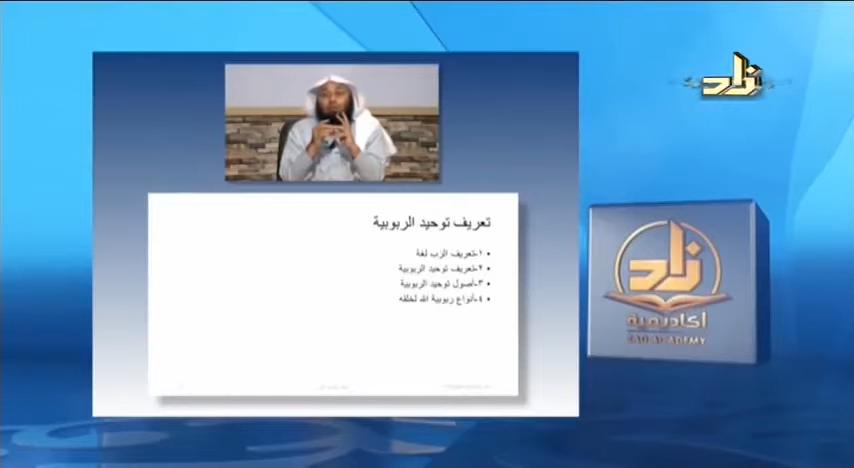 زاد
تعريف توحيد الربوبية
• ١-تعريف الرب لغة
• ٢-تعريف توحيد الربوبية
• ٣-أصول توحيد الربوبية
• ٤-أنواع ربوبية الله لخلقه
زاد
أكاديمية
ZAD ACADEMY